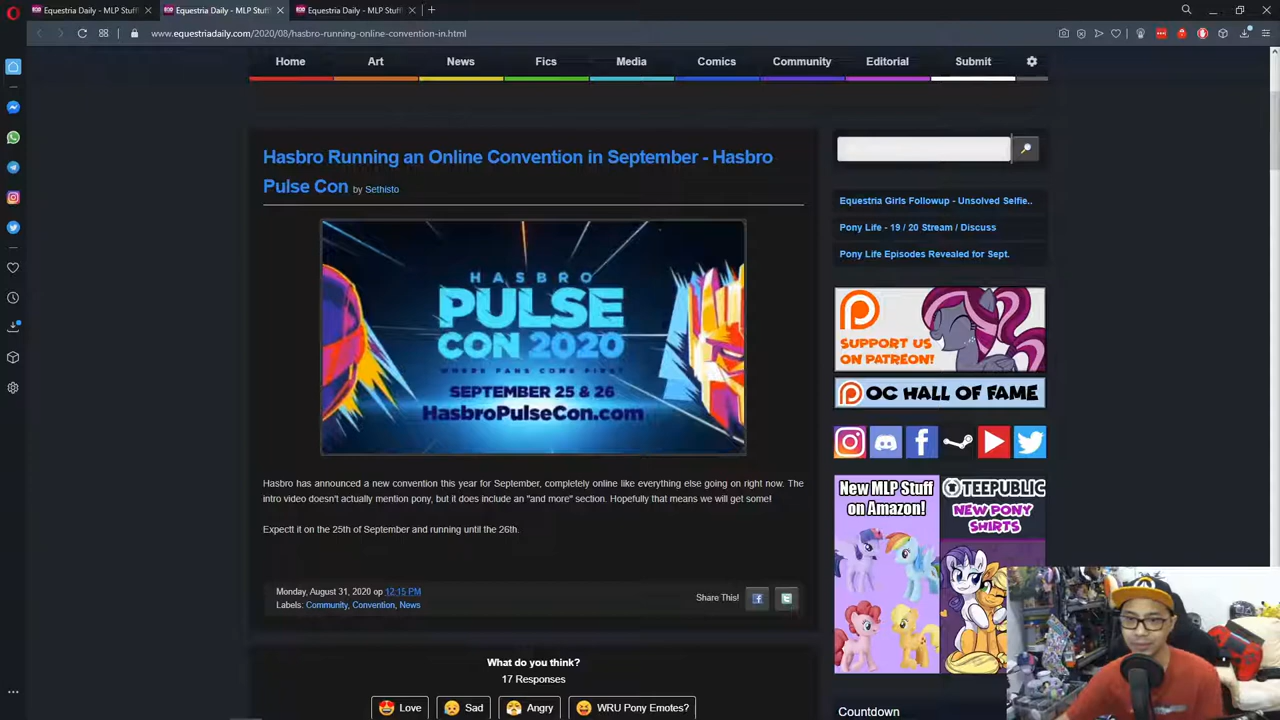 Equestria Daily - MLP Stuff
Equestria Daily - MLP Stuff
Equestria Daily - MLP Stuff!
www.equestriadaily.com/2020/08/hasbro-running-online-convention-in.html
Home Art News Fics Media Comics Community Editorial Submit
Hasbro Running an Online Convention in September - Hasbro
Pulse Con by Sethisto
HASBRO
PULSE
CON 2020
WHERE FANS COME FIRST
SEPTEMBER 25 & 26
HasbroPulseCon.com
Hasbro has announced a new convention this year for September, completely online like everything else going on right now. The
intro video doesn't actually mention pony, but it does include an "and more" section. Hopefully that means we will get some!
Expectt it on the 25th of September and running until the 26th.
Monday, August 31, 2020 op 12:15 PM
Labels: Community, Convention, News
Share This!
What do you think?
17 Responses
Love
Sad
Angry
WRU Pony Emotes?
Equestria Girls Followup - Unsolved Selfie..
Pony Life - 19 / 20 Stream / Discuss
Pony Life Episodes Revealed for Sept.
SUPPORT US
ON PATREON!
OC HALL OF FAME
New MLP Stuff
on Amazon!
TEEPUBLIC
NEW PONY
SHIRTS
Countdown